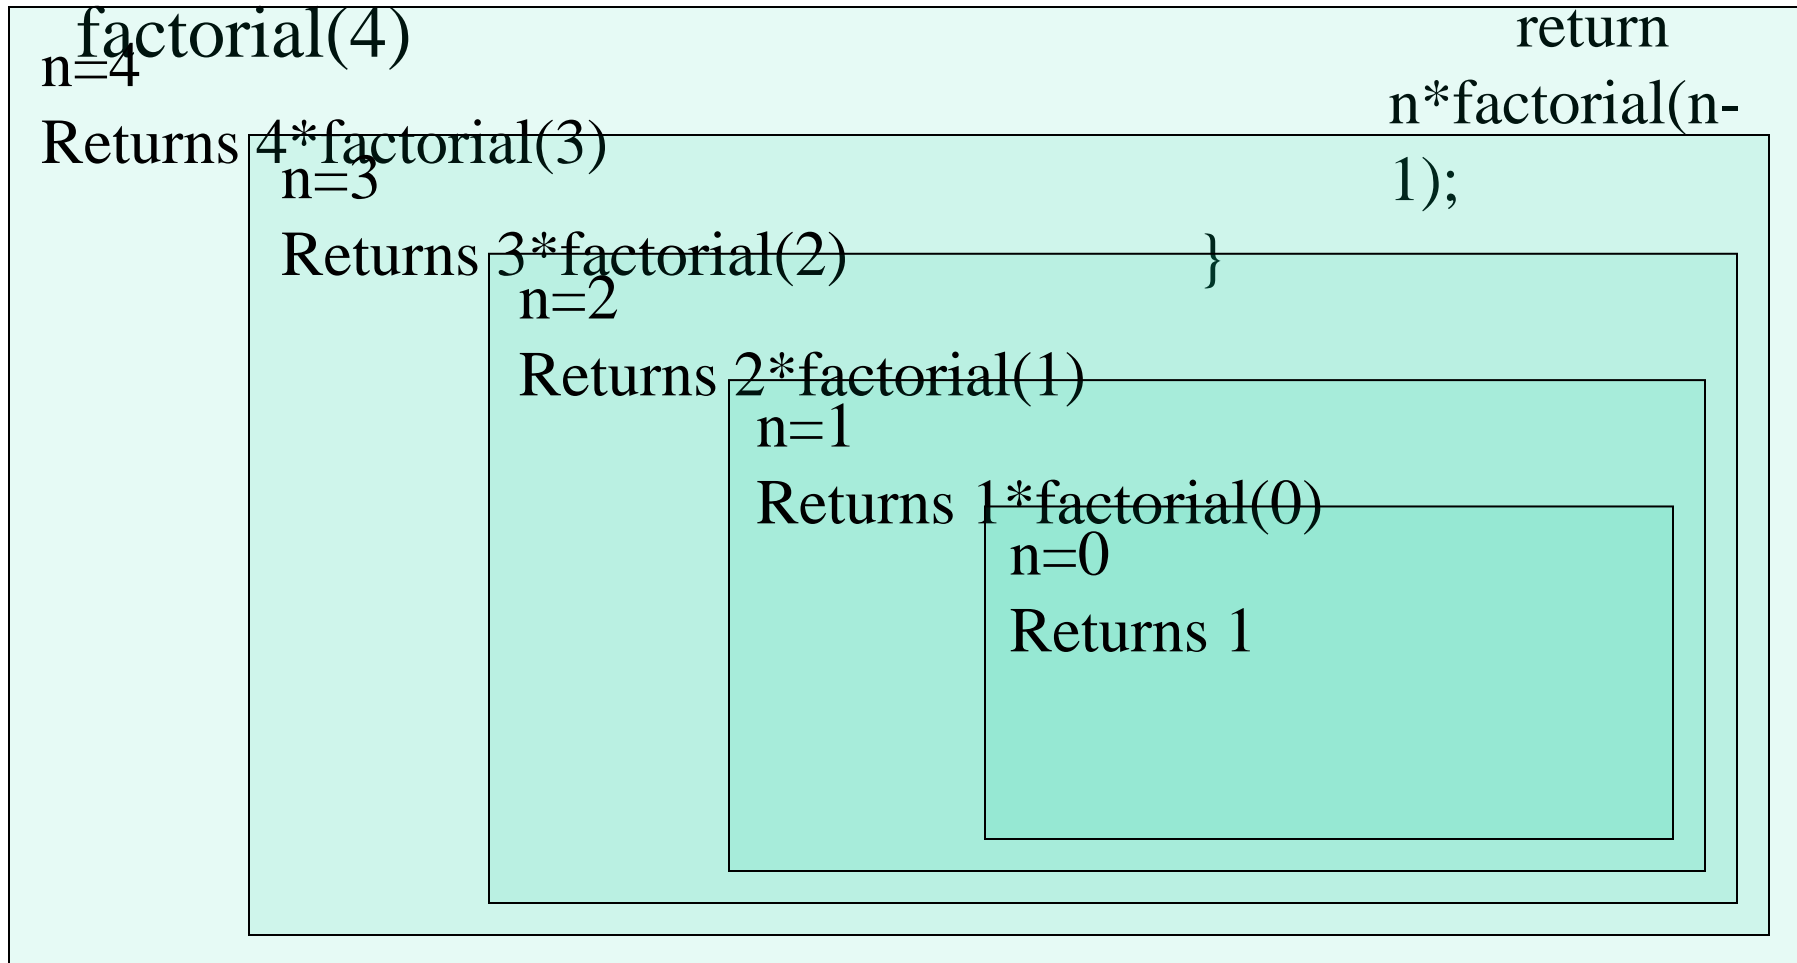 factorial(4)
n=4
Returns 4*factorial(3)
return
n*factorial(n-
1);
}
n=3
Returns 3*factorial(2)
n=2
Returns 2*factorial(1)
n=1
Returns 1*factorial(0)
n=0
Returns 1